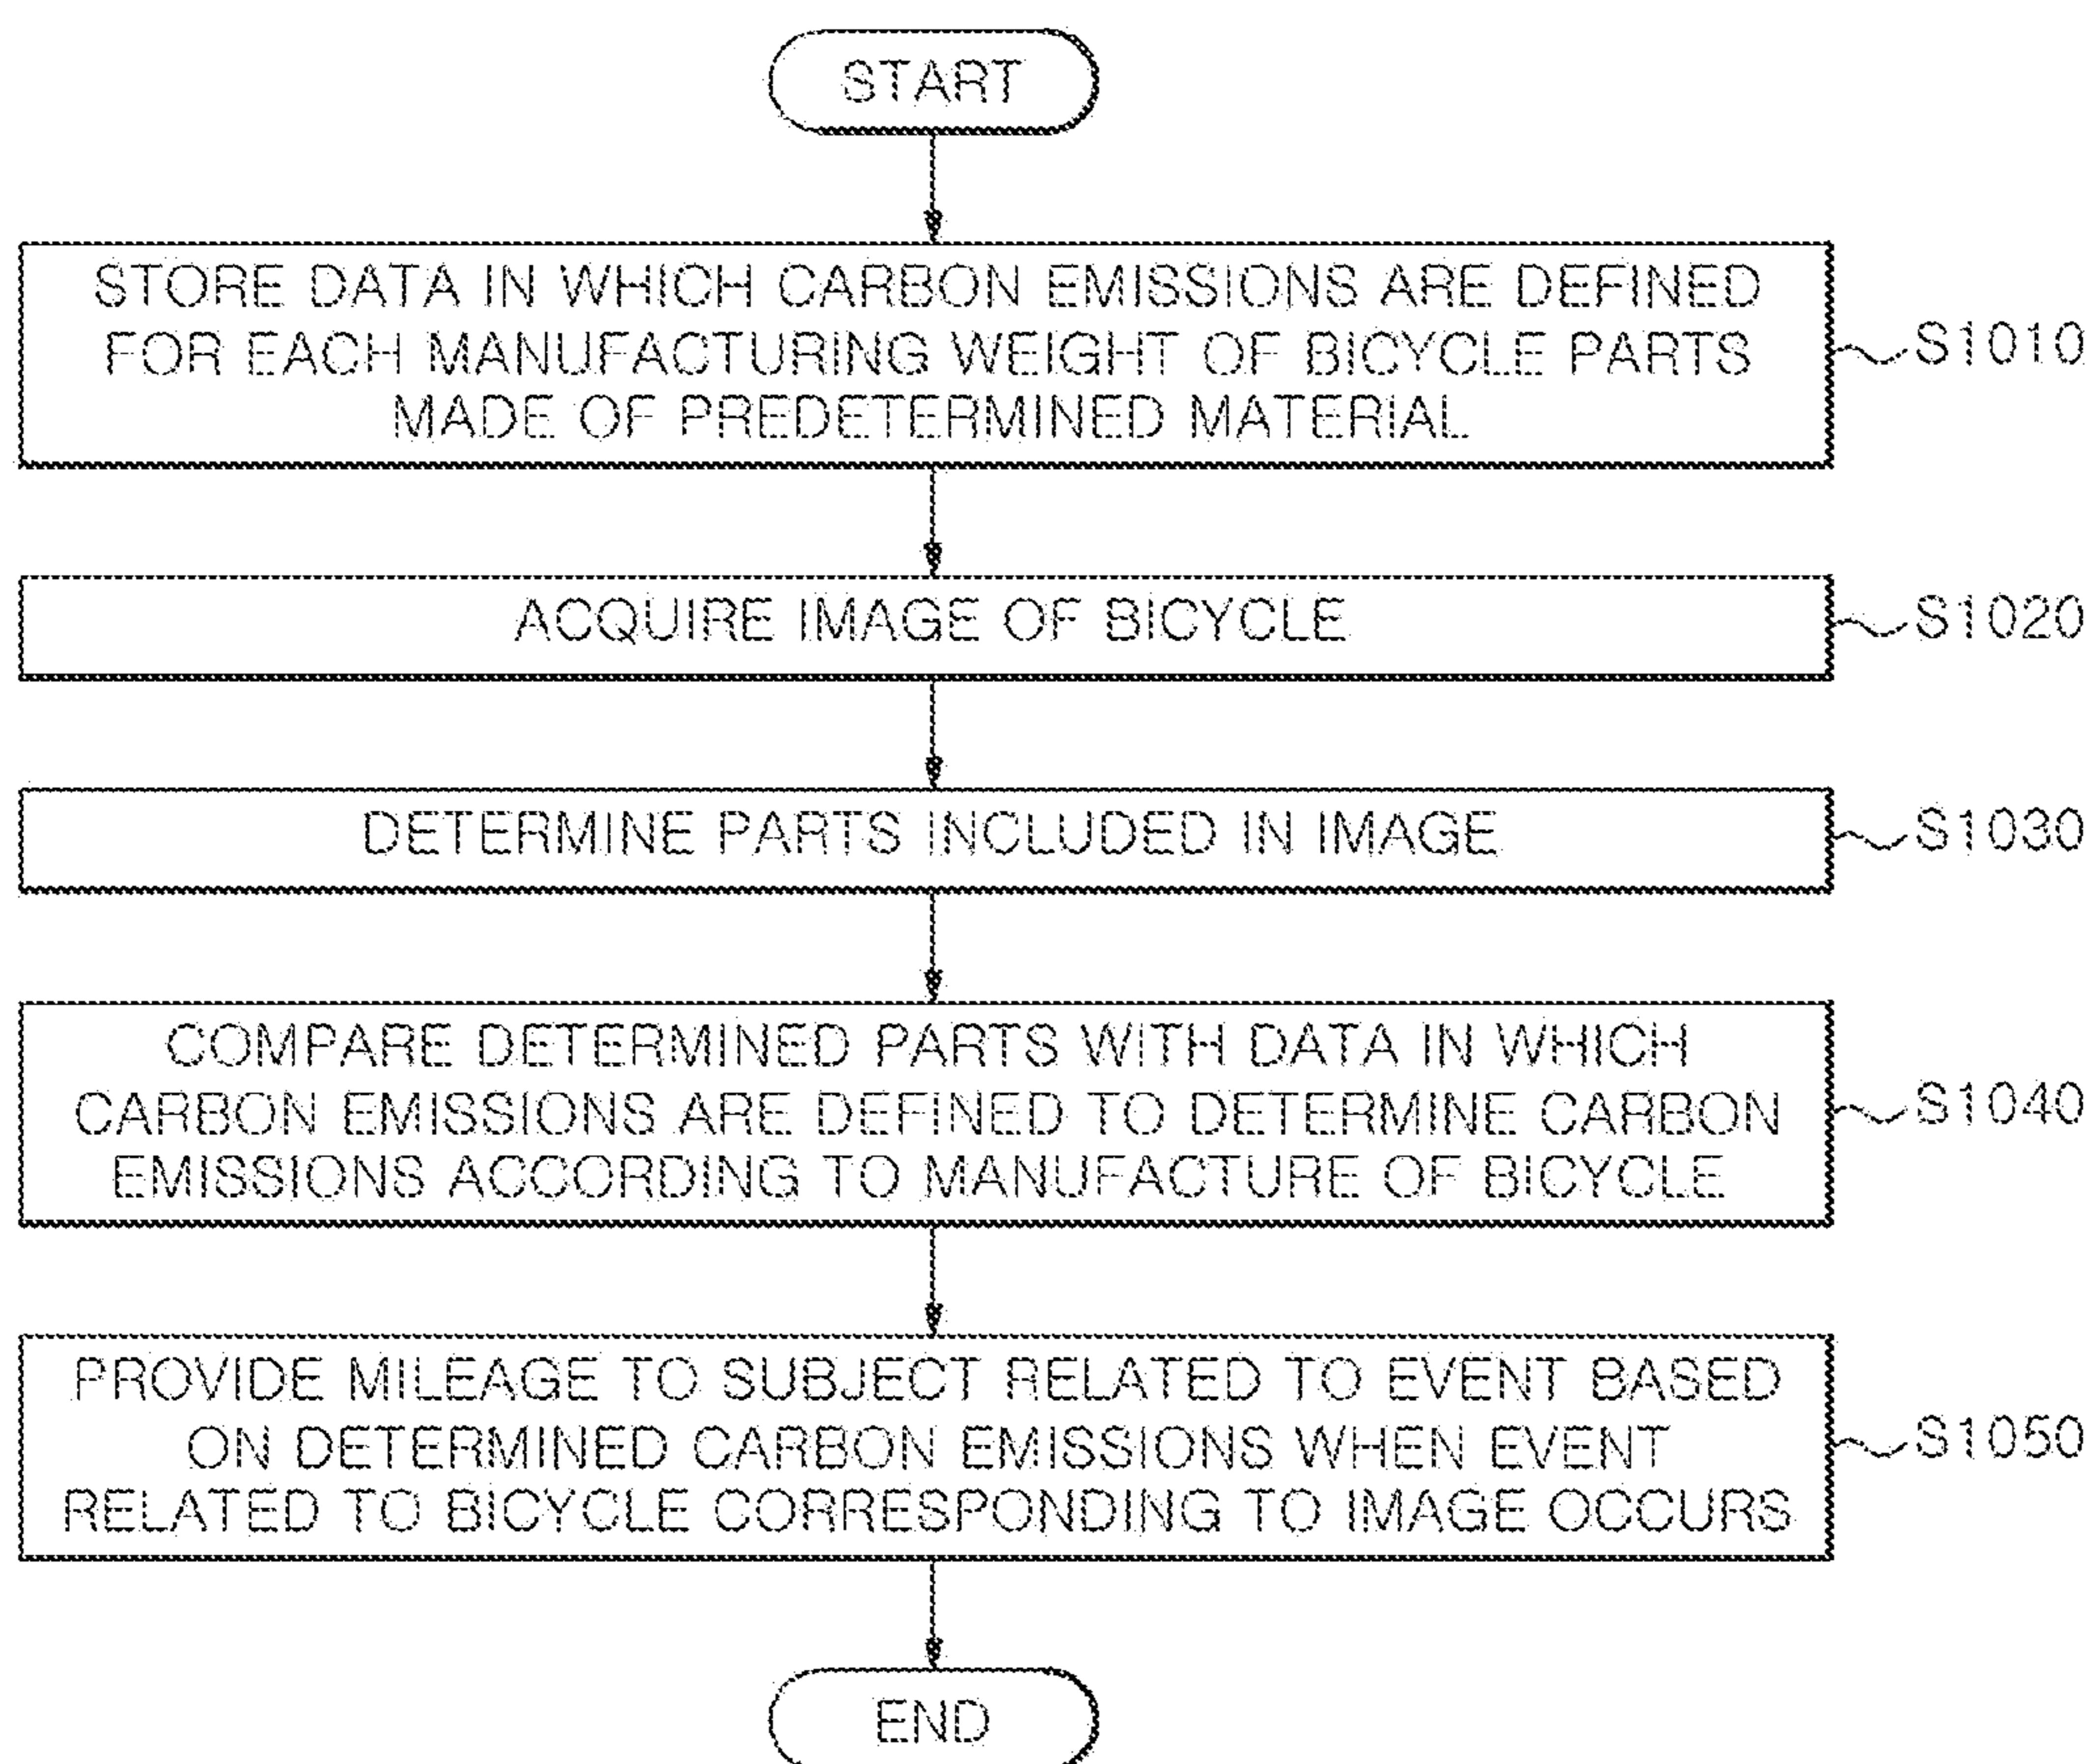 START
STORE DATA IN WHICH CARBON EMISSIONS ARE DEFINED
FOR EACH MANUFACTURING WEIGHT OF BICYCLE PARTS
MADE OF PREDETERMINED MATERIAL
S1010
ACQUIRE IMAGE OF BICYCLE
S1020
DETERMINE PARTS INCLUDED IN IMAGE
S1030
COMPARE DETERMINED PARTS WITH DATA IN WHICH
CARBON EMISSIONS ARE DEFINED TO DETERMINE CARBON
EMISSIONS ACCORDING TO MANUFACTURE OF BICYCLE
S1040
PROVIDE MILEAGE TO SUBJECT RELATED TO EVENT BASED
ON DETERMINED CARBON EMISSIONS WHEN EVENT
RELATED TO BICYCLE CORRESPONDING TO IMAGE OCCURS
S1050
END